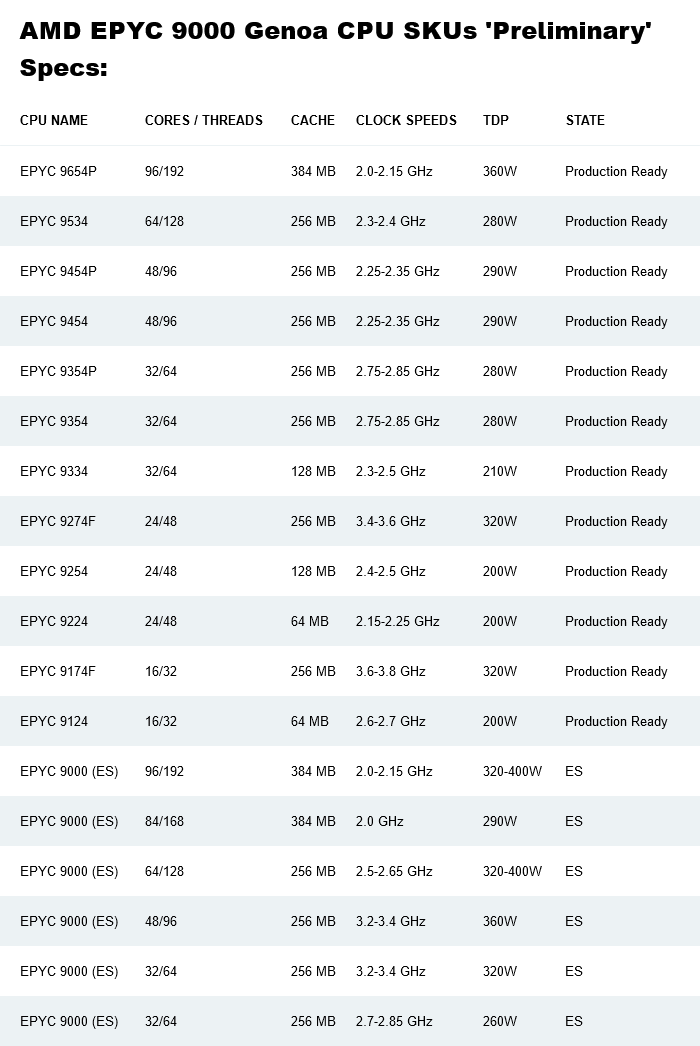 AMD EPYC 9000 Genoa CPU SKUs 'Preliminary'
Specs:
CPU NAME CORES / THREADS CACHE CLOCK SPEEDS TDP STATE
EPYC 9654P 96/192 384 MB 2.0-2.15 GHz 360W Production Ready
EPYC 9534 64/128 256 MB 2.3-2.4 GHz 280W Production Ready
EPYC 9454P 48/96 256 MB 2.25-2.35 GHz 290W Production Ready
EPYC 9454 48/96 256 MB 2.25-2.35 GHz 290W Production Ready
EPYC 9354P 32/64 256 MB 2.75-2.85 GHz 280W Production Ready
EPYC 9354 32/64 256 MB 2.75-2.85 GHz 280W Production Ready
EPYC 9334 32/64 128 MB 2.3-2.5 GHz 210W Production Ready
EPYC 9274F 24/48 256 MB 3.4-3.6 GHz 320W Production Ready
EPYC 9254 24/48 128 MB 2.4-2.5 GHz 200W Production Ready
EPYC 9224 24/48 64 MB 2.15-2.25 GHz 200W Production Ready
EPYC 9174F 16/32 256 MB 3.6-3.8 GHz 320W Production Ready
EPYC 9124 16/32 64 MB 2.6-2.7 GHz 200W Production Ready
EPYC 9000 (ES) 96/192 384 MB 2.0-2.15 GHz 320-400W ES
EPYC 9000 (ES) 84/168 384 MB 2.0 GHz 290W ES
EPYC 9000 (ES) 64/128 256 MB 2.5-2.65 GHz 320-400W ES
EPYC 9000 (ES) 48/96 256 MB 3.2-3.4 GHz 360W ES
EPYC 9000 (ES) 32/64 256 MB 3.2-3.4 GHz 320W ES
EPYC 9000 (ES) 32/64 256 MB 2.7-2.85 GHz 260W ES